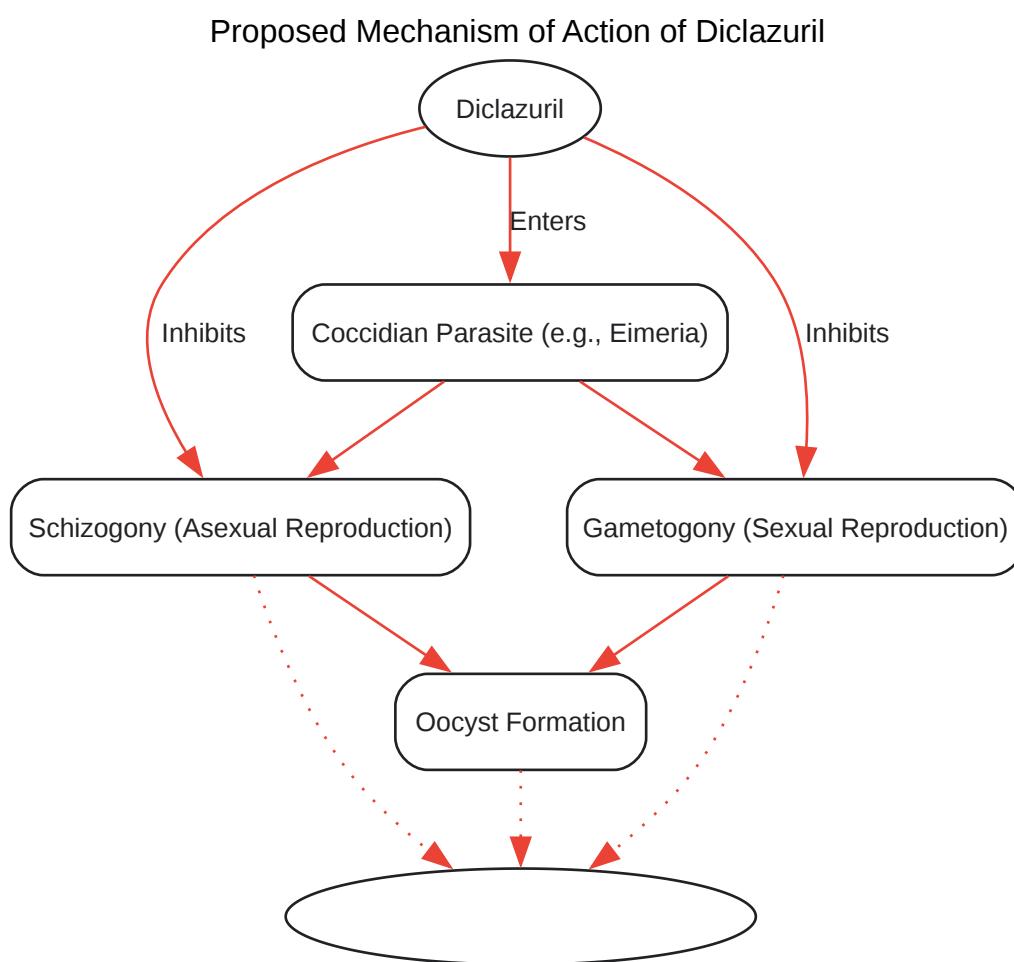 Proposed Mechanism of Action of Diclazuril
Diclazuril
Enters
Inhibits
Coccidian Parasite (e.g., Eimeria)
Inhibits
Schizogony (Asexual Reproduction)
Gametogony (Sexual Reproduction)
Oocyst Formation